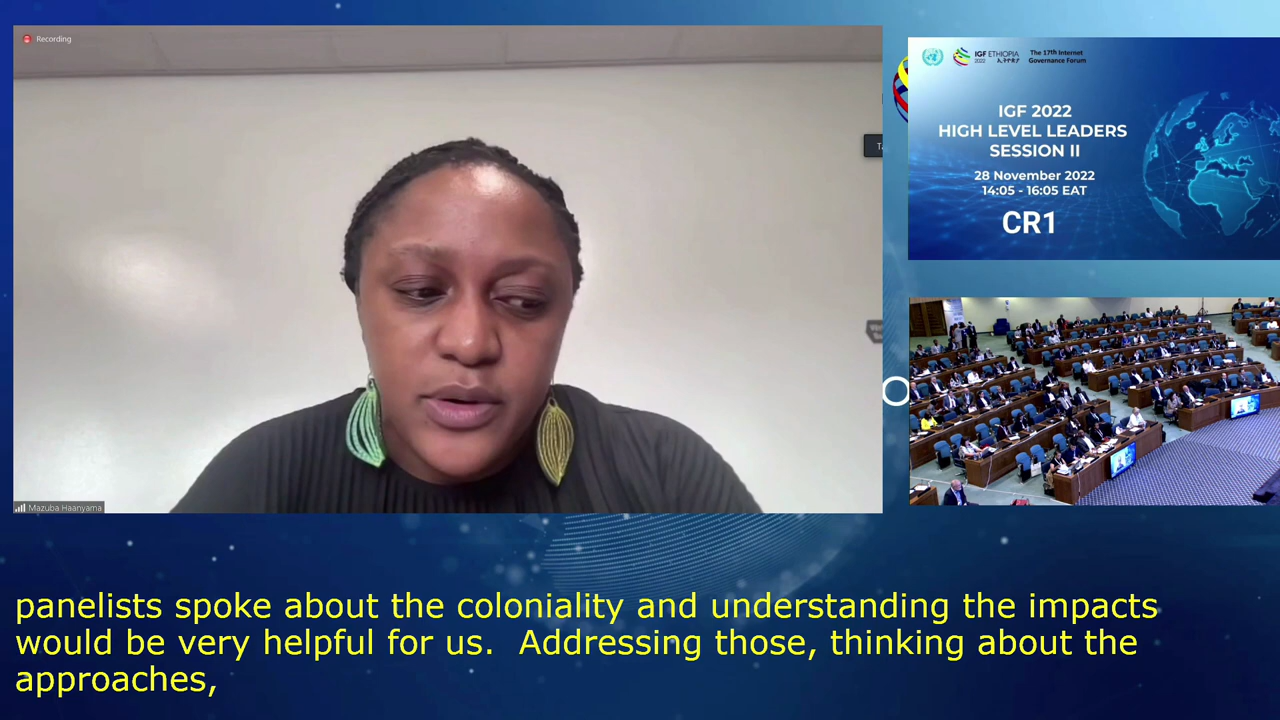 Recording
IGF ETHIOPIA
2022 ኢትዮጵያ
The 17th Internet
Governance Forum
IGF 2022
HIGH LEVEL LEADERS
SESSION II
28 November 2022
14:05 - 16:05 EAT
CR1
Mazuba Haanyama
panelists spoke about the coloniality and understanding the impacts
would be very helpful for us.  Addressing those, thinking about the
approaches,